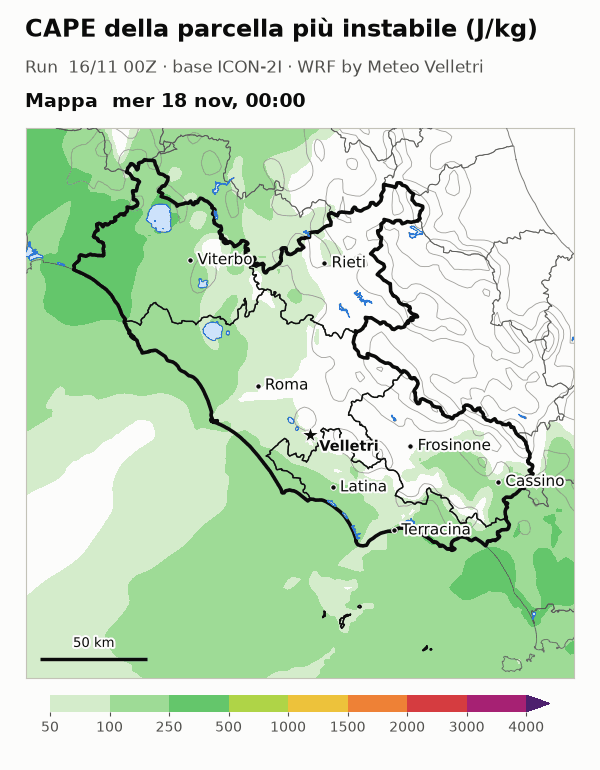 CAPE della parcella più instabile (J/kg)
Run  16/11 00Z · base ICON-2I · WRF by Meteo Velletri
Mappa  mer 18 nov, 00:00
Viterbo
Rieti
Roma
Velletri
Frosinone
Latina
Cassino
Terracina
50 km
50 100 250 500 1000 1500 2000 3000 4000